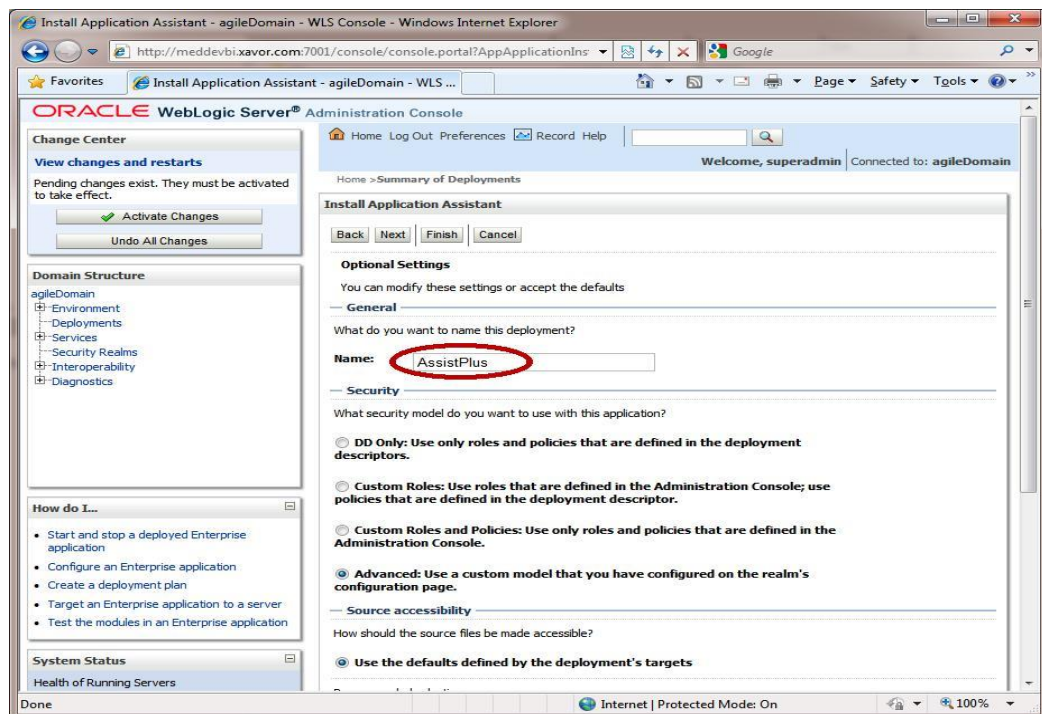 Install Application Assistant - agileDomain - WLS Console - Windows Internet Explorer
http://meddevbi.xavor.com:7001/console/console.portal?AppApplicationIns
Google
Favorites
Install Application Assistant - agileDomain - WLS ...
Page Safety Tools
ORACLE WebLogic Server® Administration Console
Change Center
View changes and restarts
Pending changes exist. They must be activated
to take effect.
Activate Changes
Undo All Changes
Domain Structure
agileDomain
Environment
Deployments
Services
Security Realms
Interoperability
Diagnostics
How do I...
Start and stop a deployed Enterprise
application
Configure an Enterprise application
Create a deployment plan
Target an Enterprise application to a server
Test the modules in an Enterprise application
System Status
Health of Running Servers
Home Log Out Preferences Record Help
Welcome, superadmin Connected to: agileDomain
Home >Summary of Deployments
Install Application Assistant
Back Next Finish Cancel
Optional Settings
You can modify these settings or accept the defaults
General
What do you want to name this deployment?
Name: AssistPlus
Security
What security model do you want to use with this application?
DD Only: Use only roles and policies that are defined in the deployment
descriptors.
Custom Roles: Use roles that are defined in the Administration Console; use
policies that are defined in the deployment descriptor.
Custom Roles and Policies: Use only roles and policies that are defined in the
Administration Console.
Advanced: Use a custom model that you have configured on the realm's
configuration page.
Source accessibility
How should the source files be made accessible?
Use the defaults defined by the deployment's targets
Done
Internet | Protected Mode: On
100%